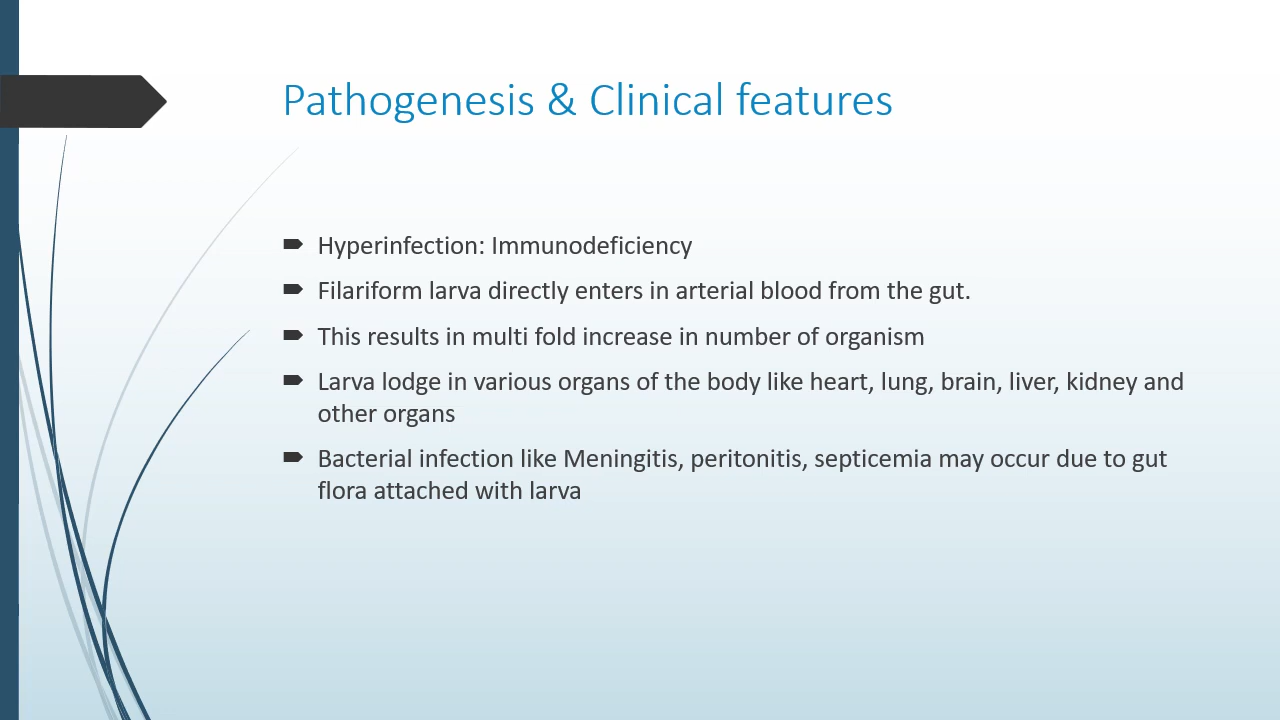 Pathogenesis & Clinical features
Hyperinfection: Immunodeficiency
Filariform larva directly enters in arterial blood from the gut.
This results in multi fold increase in number of organism
Larva lodge in various organs of the body like heart, lung, brain, liver, kidney and
other organs
Bacterial infection like Meningitis, peritonitis, septicemia may occur due to gut
flora attached with larva